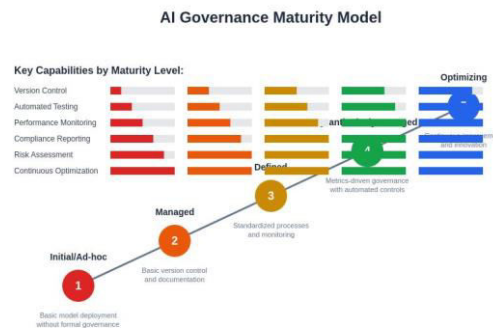 AI Governance Maturity Model
Key Capabilities by Maturity Level:
Optimizing
Version Control
Automated Testing
Performance Monitoring
Compliance Reporting
Risk Assessment
Continuous Optimization
and innovation
Defined
Metrics-driven governance
with automated controls
3
Managed
Standardized processes
and monitoring
2
Initial/Ad-hoc
Basic version control
and documentation
1
Basic model deployment
without formal governance